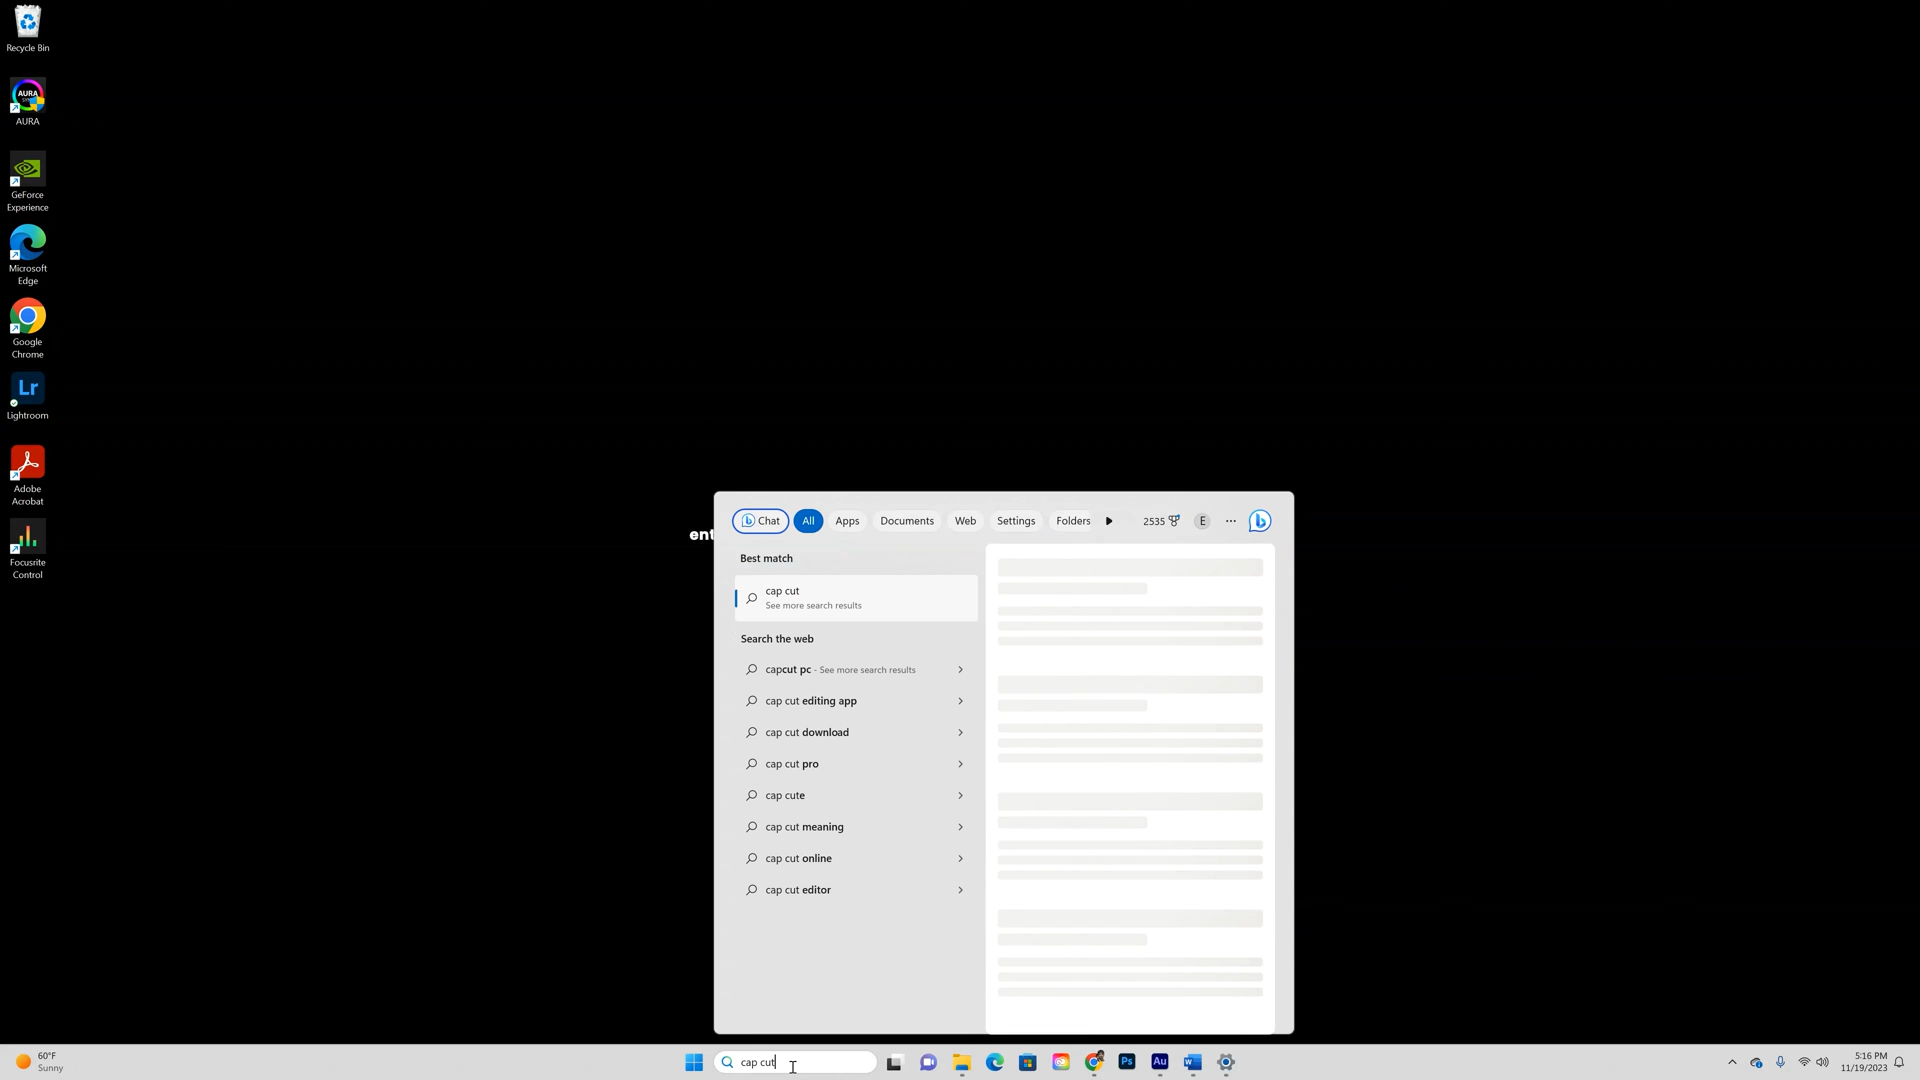 Recycle Bin
AURA
AURA
GeForce
Experience
Microsoft
Edge
Google
Chrome
Lr
Lightroom
Adobe
Acrobat
Focusrite
Control
ent
Chat
All
Apps
Documents
Web
Settings
Folders
2535
E
Best match
cap cut
See more search results
Search the web
capcut pc - See more search results
cap cut editing app
cap cut download
cap cut pro
cap cute
cap cut meaning
cap cut online
cap cut editor
60°F
Sunny
cap cut
Ps
Au
W
5:16 PM
11/19/2023